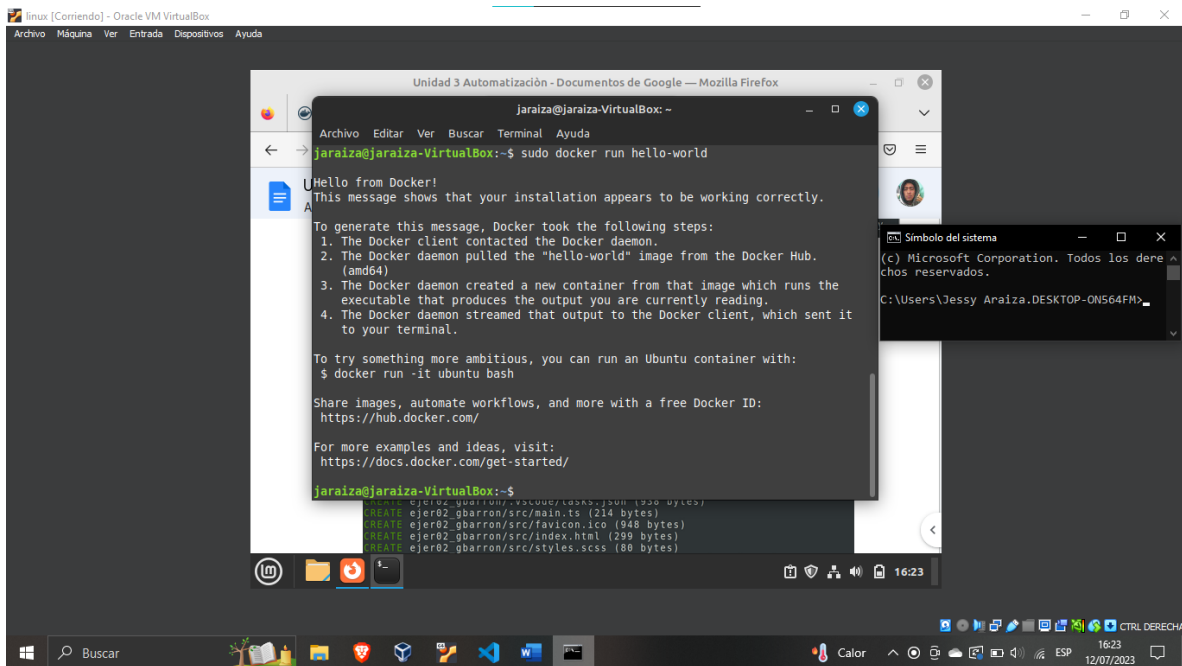 linux [Corriendo] - Oracle VM VirtualBox
Archivo Máquina Ver Entrada Dispositivos Ayuda
Unidad 3 Automatizaciòn - Documentos de Google — Mozilla Firefox
jaraiza@jaraiza-VirtualBox: ~
Archivo Editar Ver Buscar Terminal Ayuda
jaraiza@jaraiza-VirtualBox:~$ sudo docker run hello-world
Hello from Docker!
This message shows that your installation appears to be working correctly.
To generate this message, Docker took the following steps:
1. The Docker client contacted the Docker daemon.
2. The Docker daemon pulled the "hello-world" image from the Docker Hub.
(amd64)
3. The Docker daemon created a new container from that image which runs the
executable that produces the output you are currently reading.
4. The Docker daemon streamed that output to the Docker client, which sent it
to your terminal.
To try something more ambitious, you can run an Ubuntu container with:
$ docker run -it ubuntu bash
Share images, automate workflows, and more with a free Docker ID:
https://hub.docker.com/
For more examples and ideas, visit:
https://docs.docker.com/get-started/
jaraiza@jaraiza-VirtualBox:~$
CREATE ejer02_gbarron/.vscode/tasks.json (938 bytes)
CREATE ejer02_gbarron/src/main.ts (214 bytes)
CREATE ejer02_gbarron/src/favicon.ico (948 bytes)
CREATE ejer02_gbarron/src/index.html (299 bytes)
CREATE ejer02_gbarron/src/styles.scss (80 bytes)
Símbolo del sistema
(c) Microsoft Corporation. Todos los dere
chos reservados.
C:\Users\Jessy Araiza.DESKTOP-ON564FM>
16:23
CTRL DERECHA
Buscar
Calor
ESP
16:23
12/07/2023